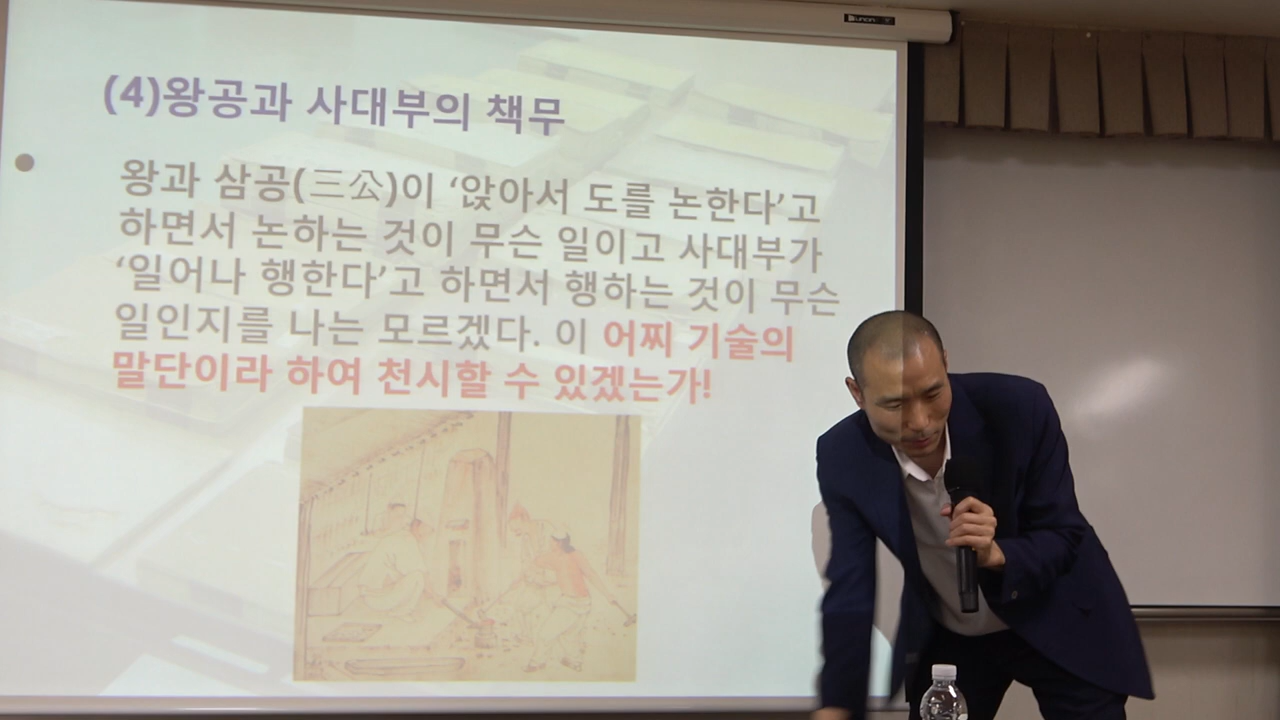 (4)왕공과 사대부의 책무
왕과 삼공(三公)이 ‘앉아서 도를 논한다’고
하면서 논하는 것이 무슨 일이고 사대부가
‘일어나 행한다’고 하면서 행하는 것이 무슨
일인지를 나는 모르겠다. 이 어찌 기술의
말단이라 하여 천시할 수 있겠는가!